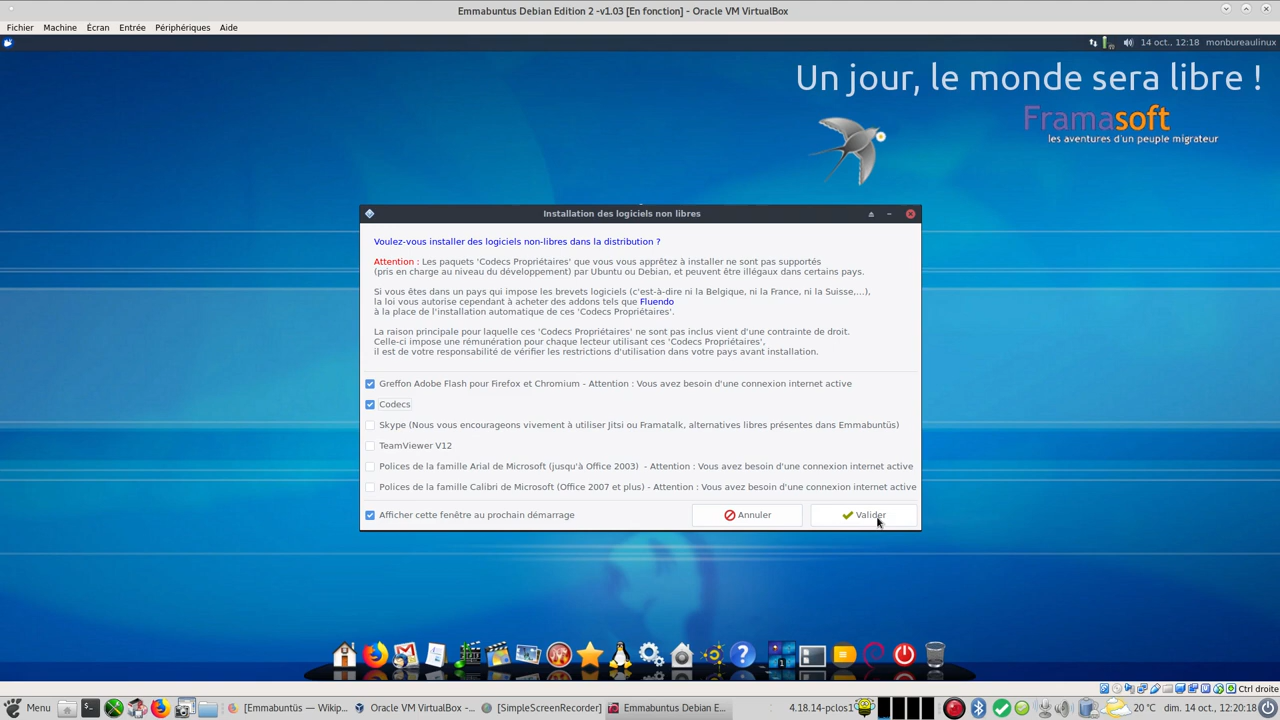 Emmabuntus Debian Edition 2 -v1.03 [En fonction] - Oracle VM VirtualBox
Fichier Machine Écran Entrée Périphériques Aide
14 oct., 12:18 monbureaulinux
Un jour, le monde sera libre !
Framasoft
les aventures d'un peuple migrateur
Installation des logiciels non libres
Voulez-vous installer des logiciels non-libres dans la distribution ?
Attention : Les paquets 'Codecs Propriétaires' que vous vous apprêtez à installer ne sont pas supportés
(pris en charge au niveau du développement) par Ubuntu ou Debian, et peuvent être illégaux dans certains pays.
Si vous êtes dans un pays qui impose les brevets logiciels (c'est-à-dire ni la Belgique, ni la France, ni la Suisse,...),
la loi vous autorise cependant à acheter des addons tels que Fluendo
à la place de l'installation automatique de ces 'Codecs Propriétaires'.
La raison principale pour laquelle ces 'Codecs Propriétaires' ne sont pas inclus vient d'une contrainte de droit.
Celle-ci impose une rémunération pour chaque lecteur utilisant ces 'Codecs Propriétaires',
il est de votre responsabilité de vérifier les restrictions d'utilisation dans votre pays avant installation.
Greffon Adobe Flash pour Firefox et Chromium - Attention : Vous avez besoin d'une connexion internet active
Codecs
Skype (Nous vous encourageons vivement à utiliser Jitsi ou Framatalk, alternatives libres présentes dans Emmabuntüs)
TeamViewer V12
Polices de la famille Arial de Microsoft (jusqu'à Office 2003) - Attention : Vous avez besoin d'une connexion internet active
Polices de la famille Calibri de Microsoft (Office 2007 et plus) - Attention : Vous avez besoin d'une connexion internet active
Afficher cette fenêtre au prochain démarrage
Annuler
Valider
1
Ctrl droite
Menu [Emmabuntüs — Wikip... Oracle VM VirtualBox -... [SimpleScreenRecorder] Emmabuntus Debian E... 4.18.14-pclos1 20 °C dim. 14 oct., 12:20:18